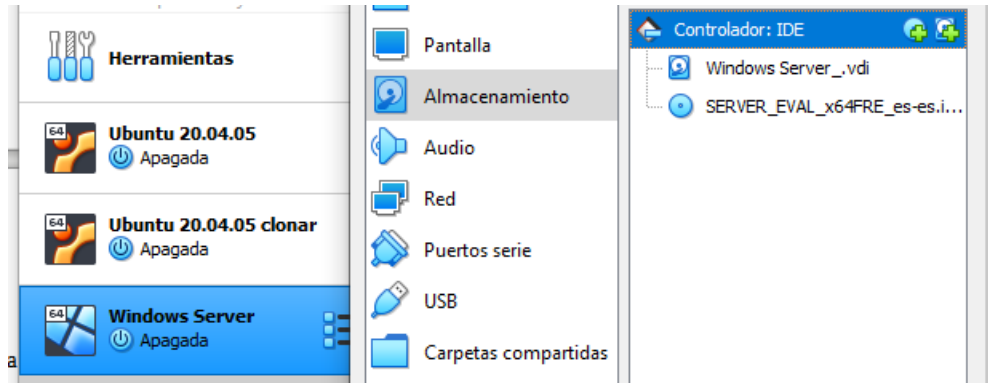 Herramientas
64
Ubuntu 20.04.05
Apagada
64
Ubuntu 20.04.05 clonar
Apagada
64
Windows Server
Apagada
a
Pantalla
Almacenamiento
Audio
Red
Puertos serie
USB
Carpetas compartidas
Controlador: IDE
Windows Server_.vdi
SERVER_EVAL_x64FRE_es-es.i...